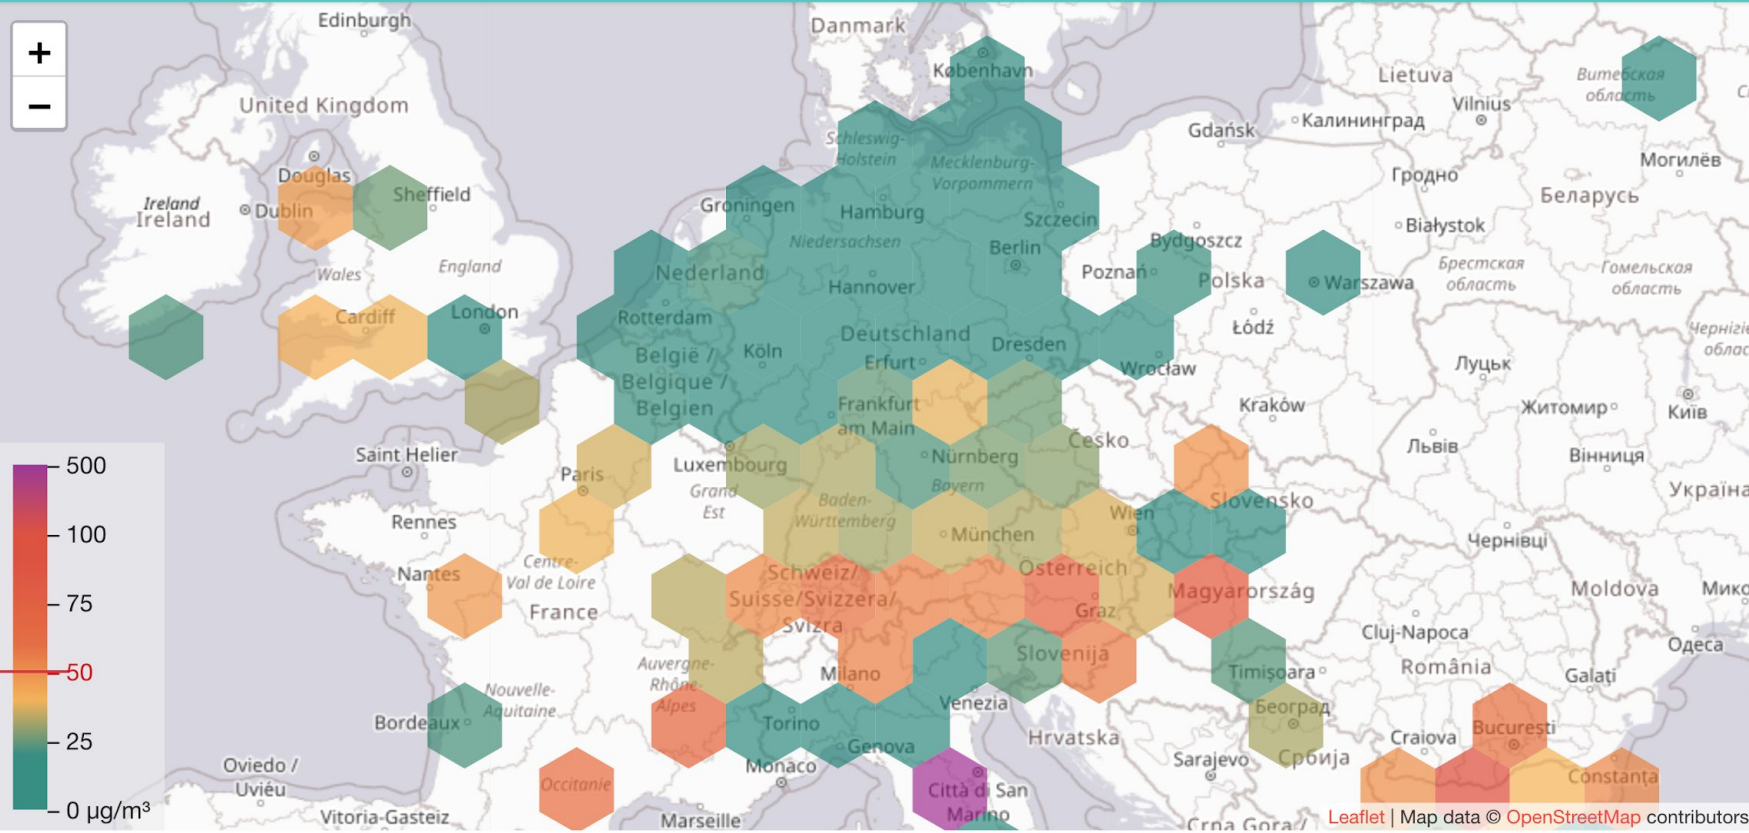 +
−
Edinburgh
Danmark
København
Lietuva
Витебская
область
United Kingdom
Vilnius
Калининград
Gdańsk
Schleswig-
Holstein
Mecklenburg-
Vorpommern
Могилёв
Douglas
Sheffield
Гродно
Беларусь
Ireland
Ireland
Dublin
Groningen
Hamburg
Szczecin
Białystok
Niedersachsen
Berlin
Bydgoszcz
Wales
England
Nederland
Hannover
Poznań
Polska
Warszawa
Брестская
область
Гомельская
область
Cardiff
London
Rotterdam
Deutschland
Dresden
Łódź
België /
Belgique /
Belgien
Köln
Erfurt
Wrocław
Луцьк
Frankfurt
am Main
Kraków
Житомир
Київ
Saint Helier
Česko
Львів
Вінниця
Paris
Luxembourg
Nürnberg
Bayern
Grand
Est
Baden-
Württemberg
Slovensko
Україна
Rennes
Wien
München
Чернівці
Centre-
Val de Loire
Nantes
France
Schweiz/
Suisse/Svizzera/
Svizra
Österreich
Graz
Magyarország
Moldova
Cluj-Napoca
Одеса
Auvergne-
Rhône-
Alpes
Milano
Slovenija
Timișoara
România
Galați
Nouvelle-
Aquitaine
Venezia
Београд
Bordeaux
Torino
Genova
Hrvatska
Craiova
București
Monaco
Sarajevo
Србија
Oviedo /
Uviéu
Occitanie
Città di San
Marino
Constanța
Vitoria-Gasteiz
Marseille
Crna Gora /
500
100
75
50
25
0 µg/m³
Leaflet | Map data © OpenStreetMap contributors